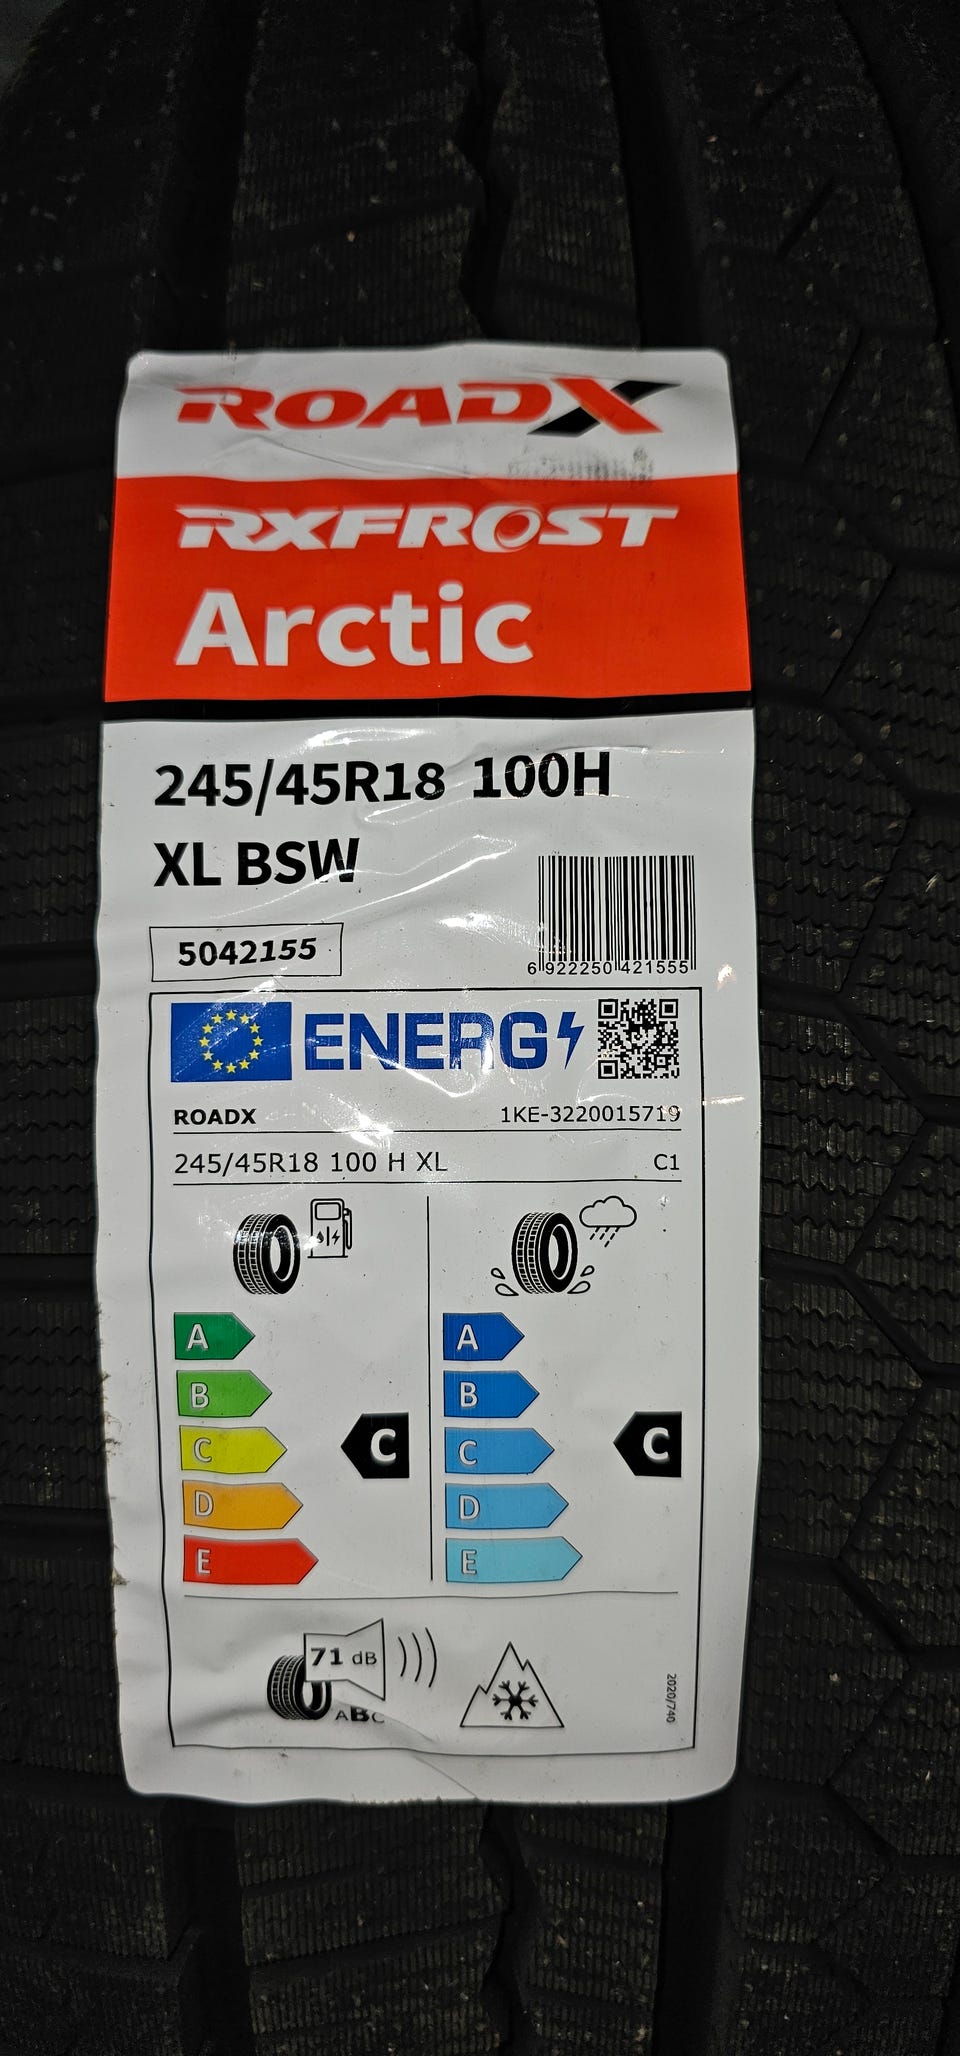 ROADX
RXFROST
Arctic
245/45R18 100H
XL BSW
5042155
6 922250 421555
ENERG
ROADX 1KE-3220015719
245/45R18 100 H XL C1
A A
B B
C C C C
D D
E E
71 dB
ABC
2020/740